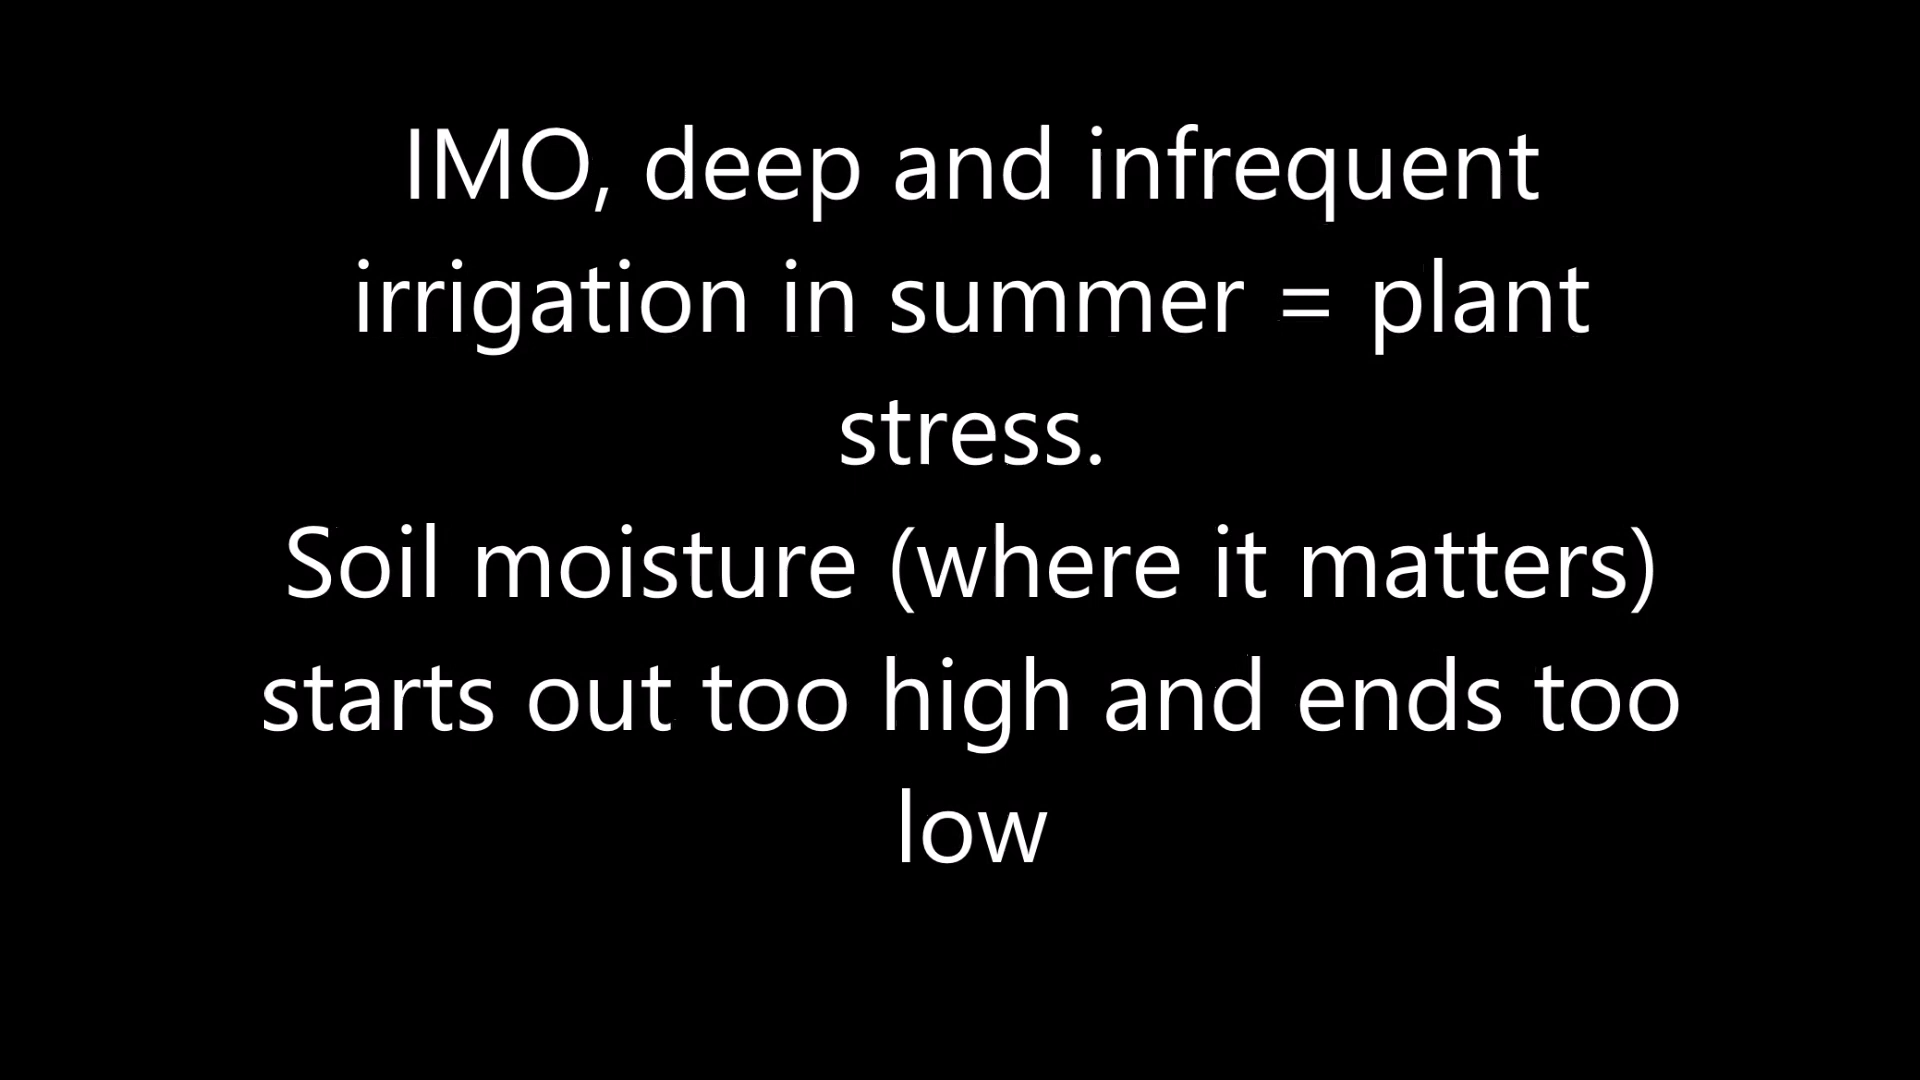 IMO, deep and infrequent
irrigation in summer = plant
stress.
Soil moisture (where it matters)
starts out too high and ends too
low